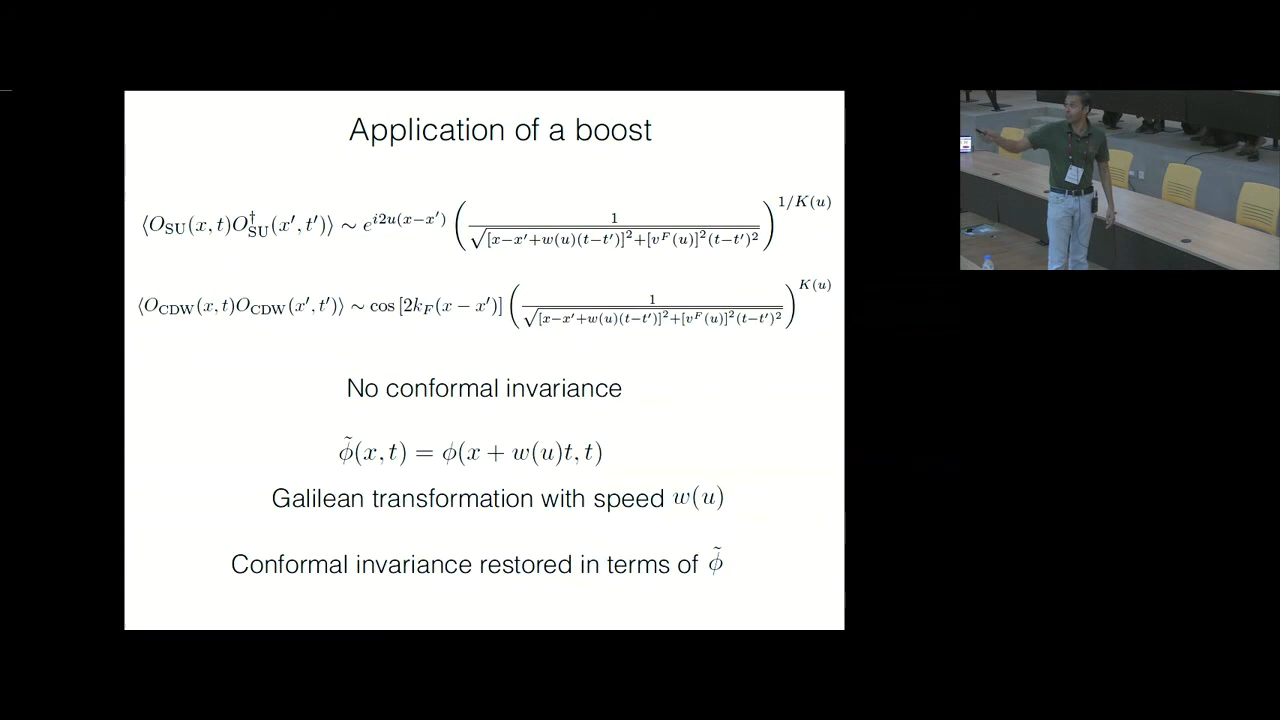 Application of a boost
⟨O_SU(x,t)O†_SU(x′,t′)⟩ ∼ e^{i2u(x−x′)} (1/√([x−x′+w(u)(t−t′)]²+[v^F(u)]²(t−t′)²))^{1/K(u)}
⟨O_CDW(x,t)O_CDW(x′,t′)⟩ ∼ cos [2k_F(x − x′)] (1/√([x−x′+w(u)(t−t′)]²+[v^F(u)]²(t−t′)²))^{K(u)}
No conformal invariance
φ̃(x,t) = φ(x + w(u)t, t)
Galilean transformation with speed w(u)
Conformal invariance restored in terms of φ̃